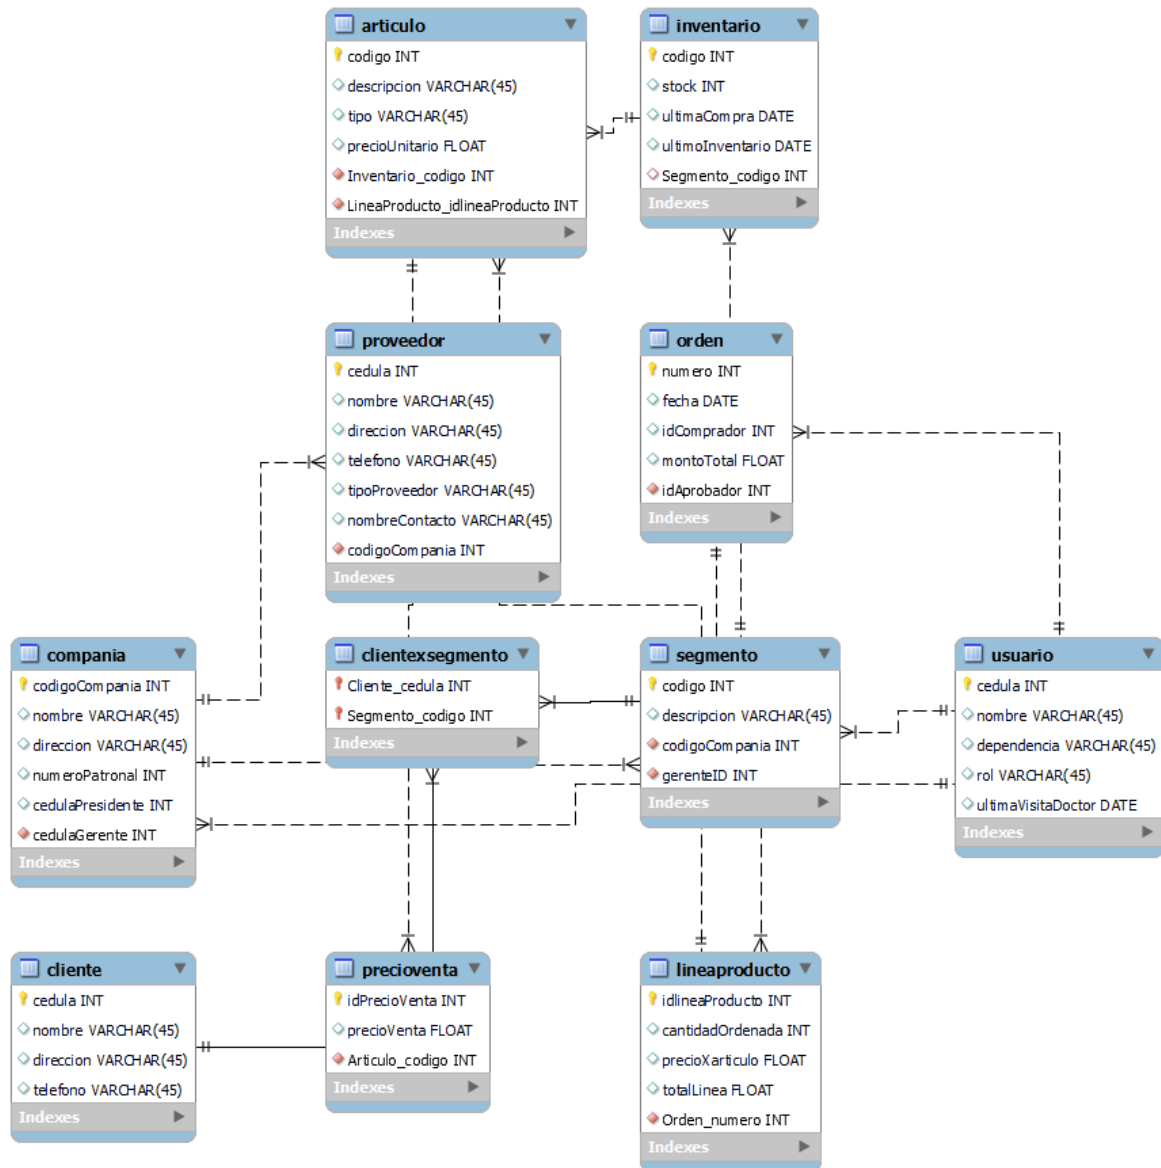 articulo
codigo INT
descripcion VARCHAR(45)
tipo VARCHAR(45)
precioUnitario FLOAT
Inventario_codigo INT
LineaProducto_idlineaProducto INT
Indexes
inventario
codigo INT
stock INT
ultimaCompra DATE
ultimoInventario DATE
Segmento_codigo INT
Indexes
proveedor
cedula INT
nombre VARCHAR(45)
direccion VARCHAR(45)
telefono VARCHAR(45)
tipoProveedor VARCHAR(45)
nombreContacto VARCHAR(45)
codigoCompania INT
Indexes
orden
numero INT
fecha DATE
idComprador INT
montoTotal FLOAT
idAprobador INT
Indexes
compania
codigoCompania INT
nombre VARCHAR(45)
direccion VARCHAR(45)
numeroPatronal INT
cedulaPresidente INT
cedulaGerente INT
Indexes
clientexsegmento
Cliente_cedula INT
Segmento_codigo INT
Indexes
segmento
codigo INT
descripcion VARCHAR(45)
codigoCompania INT
gerenteID INT
Indexes
usuario
cedula INT
nombre VARCHAR(45)
dependencia VARCHAR(45)
rol VARCHAR(45)
ultimaVisitaDoctor DATE
Indexes
cliente
cedula INT
nombre VARCHAR(45)
direccion VARCHAR(45)
telefono VARCHAR(45)
Indexes
precioventa
idPrecioVenta INT
precioVenta FLOAT
Articulo_codigo INT
Indexes
lineaproducto
idlineaProducto INT
cantidadOrdenada INT
precioXarticulo FLOAT
totalLinea FLOAT
Orden_numero INT
Indexes